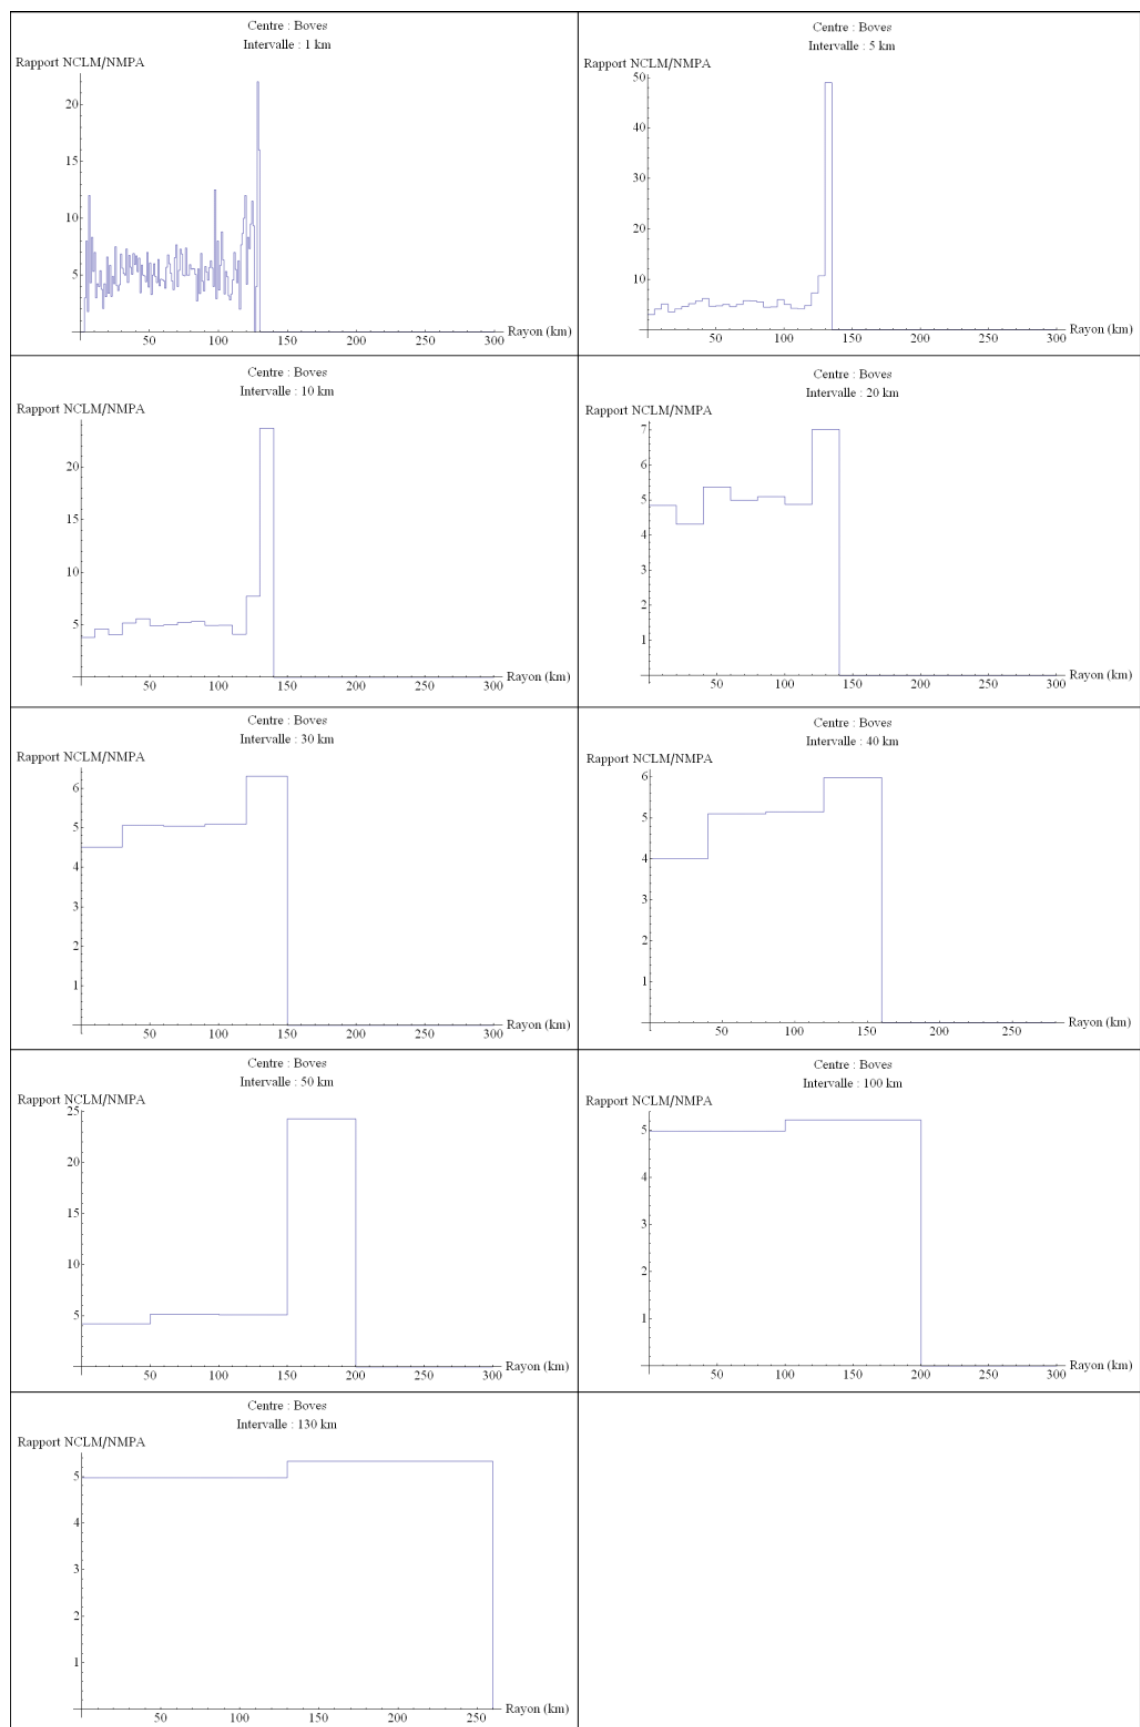 Centre : Boves
Intervalle : 1 km
Rapport NCLM/NMPA
20
15
10
5
50 100 150 200 250 300
Rayon (km)
Centre : Boves
Intervalle : 5 km
Rapport NCLM/NMPA
50
40
30
20
10
50 100 150 200 250 300
Rayon (km)
Centre : Boves
Intervalle : 10 km
Rapport NCLM/NMPA
20
15
10
5
50 100 150 200 250 300
Rayon (km)
Centre : Boves
Intervalle : 20 km
Rapport NCLM/NMPA
7
6
5
4
3
2
1
50 100 150 200 250 300
Rayon (km)
Centre : Boves
Intervalle : 30 km
Rapport NCLM/NMPA
6
5
4
3
2
1
50 100 150 200 250 300
Rayon (km)
Centre : Boves
Intervalle : 40 km
Rapport NCLM/NMPA
6
5
4
3
2
1
50 100 150 200 250
Rayon (km)
Centre : Boves
Intervalle : 50 km
Rapport NCLM/NMPA
25
20
15
10
5
50 100 150 200 250 300
Rayon (km)
Centre : Boves
Intervalle : 100 km
Rapport NCLM/NMPA
5
4
3
2
1
50 100 150 200 250 300
Rayon (km)
Centre : Boves
Intervalle : 130 km
Rapport NCLM/NMPA
5
4
3
2
1
50 100 150 200 250
Rayon (km)